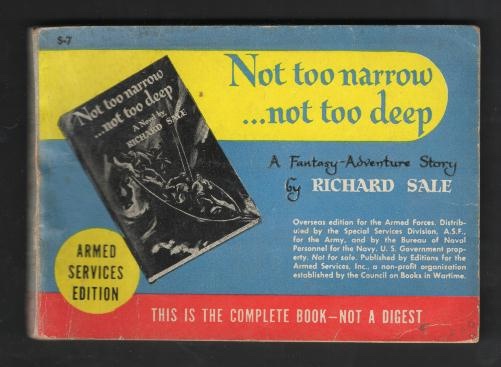 S-7
Not too narrow
...not too deep
A Novel by
RICHARD SALE
Not too narrow
...not too deep
A Fantasy-Adventure Story
by RICHARD SALE
Overseas edition for the Armed Forces. Distrib-
uted by the Special Services Division, A.S.F.,
for the Army, and by the Bureau of Naval
Personnel for the Navy. U. S. Government prop-
erty. Not for sale. Published by Editions for the
Armed Services, Inc., a non-profit organization
established by the Council on Books in Wartime.
ARMED
SERVICES
EDITION
THIS IS THE COMPLETE BOOK—NOT A DIGEST